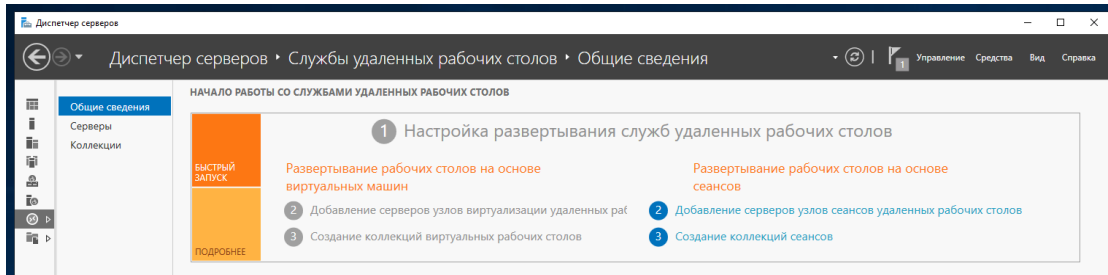 Диспетчер серверов
Диспетчер серверов ‣ Службы удаленных рабочих столов ‣ Общие сведения
1
Управление Средства Вид Справка
Общие сведения
Серверы
Коллекции
НАЧАЛО РАБОТЫ СО СЛУЖБАМИ УДАЛЕННЫХ РАБОЧИХ СТОЛОВ
БЫСТРЫЙ
ЗАПУСК
ПОДРОБНЕЕ
1 Настройка развертывания служб удаленных рабочих столов
Развертывание рабочих столов на основе
виртуальных машин
2 Добавление серверов узлов виртуализации удаленных раб
3 Создание коллекций виртуальных рабочих столов
Развертывание рабочих столов на основе
сеансов
2 Добавление серверов узлов сеансов удаленных рабочих столов
3 Создание коллекций сеансов